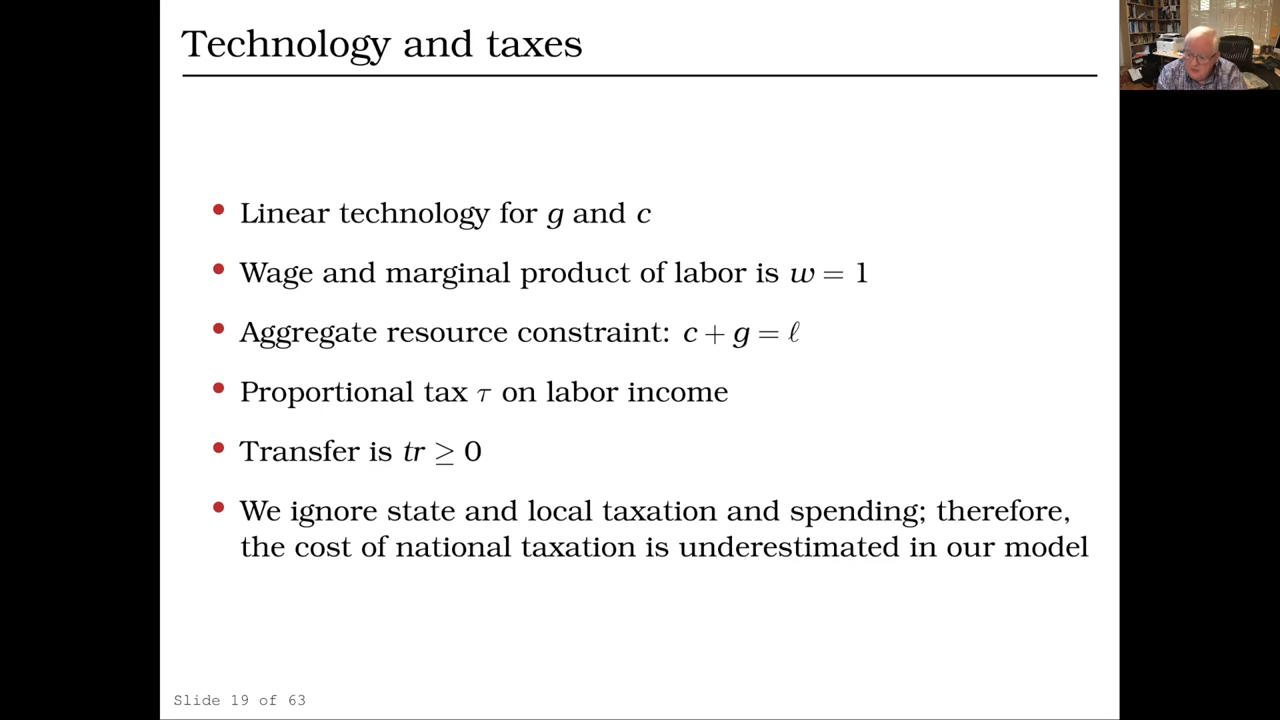 Technology and taxes
• Linear technology for g and c
• Wage and marginal product of labor is w = 1
• Aggregate resource constraint: c + g = ℓ
• Proportional tax τ on labor income
• Transfer is tr ≥ 0
• We ignore state and local taxation and spending; therefore,
the cost of national taxation is underestimated in our model
Slide 19 of 63